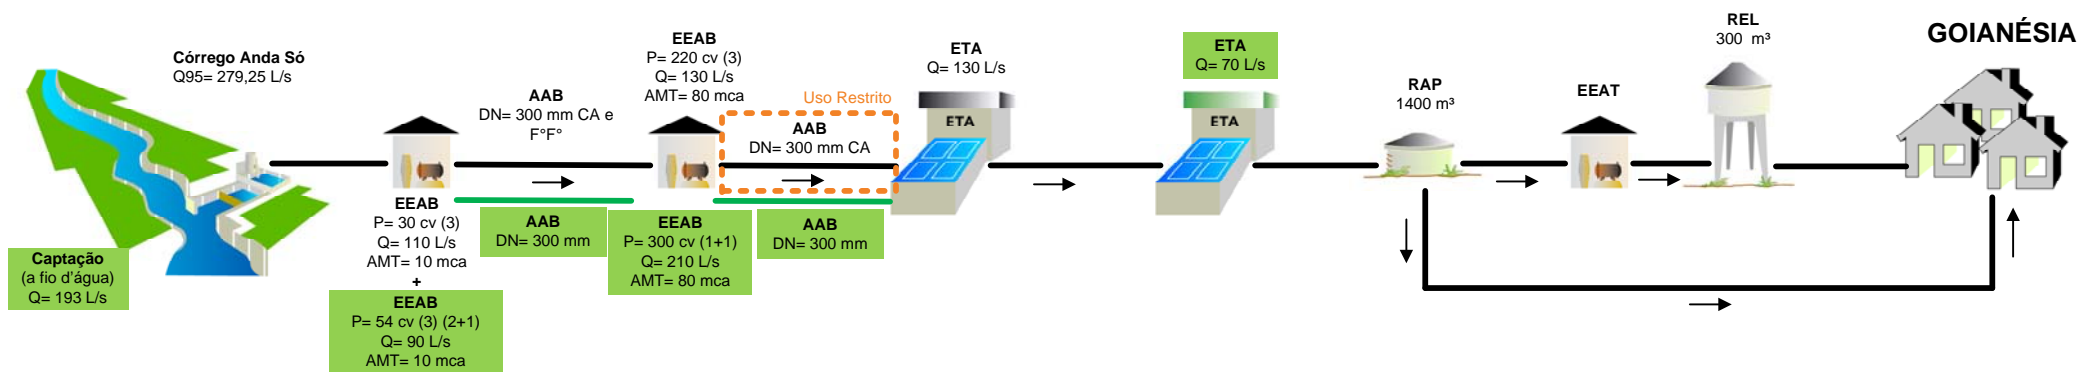 Córrego Anda Só
Q95= 279,25 L/s
Captação
(a fio d'água)
Q= 193 L/s
EEAB
P= 30 cv (3)
Q= 110 L/s
AMT= 10 mca
+
EEAB
P= 54 cv (3) (2+1)
Q= 90 L/s
AMT= 10 mca
AAB
DN= 300 mm CA e
F°F°
AAB
DN= 300 mm
EEAB
P= 220 cv (3)
Q= 130 L/s
AMT= 80 mca
EEAB
P= 300 cv (1+1)
Q= 210 L/s
AMT= 80 mca
Uso Restrito
AAB
DN= 300 mm CA
AAB
DN= 300 mm
ETA
Q= 130 L/s
ETA
ETA
Q= 70 L/s
ETA
RAP
1400 m³
EEAT
REL
300 m³
GOIANÉSIA